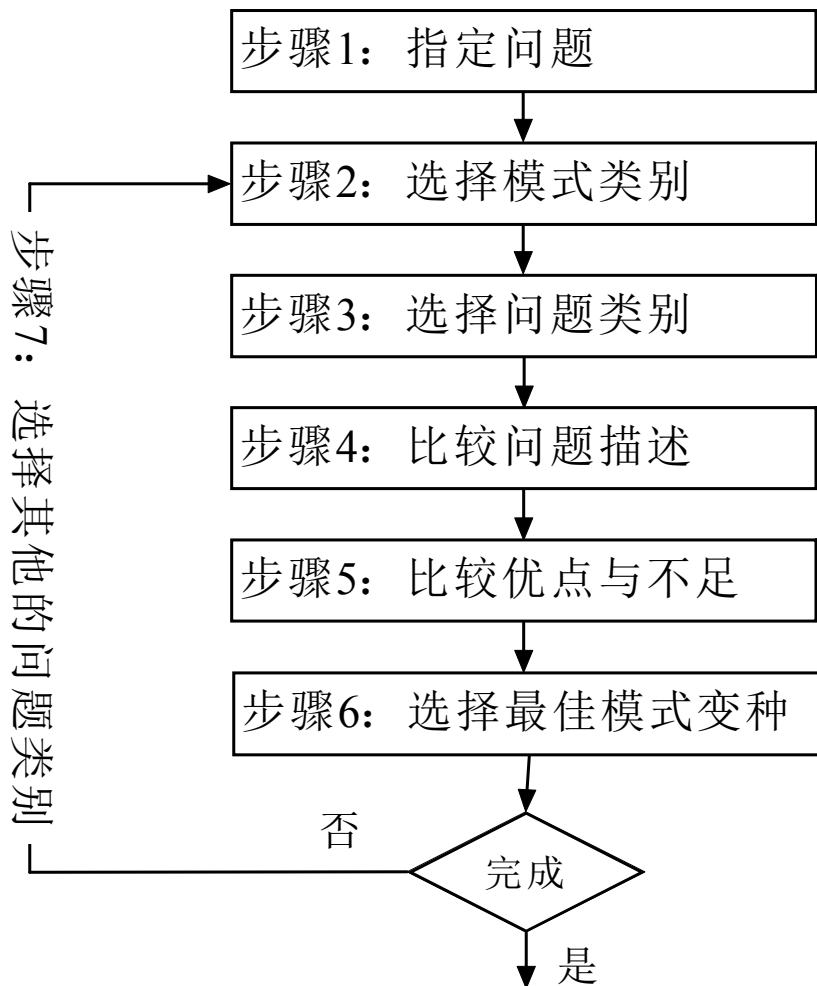 步骤1：指定问题
步骤2：选择模式类别
步骤3：选择问题类别
步骤4：比较问题描述
步骤5：比较优点与不足
步骤6：选择最佳模式变种
步骤7：选择其他的问题类别
否
完成
是